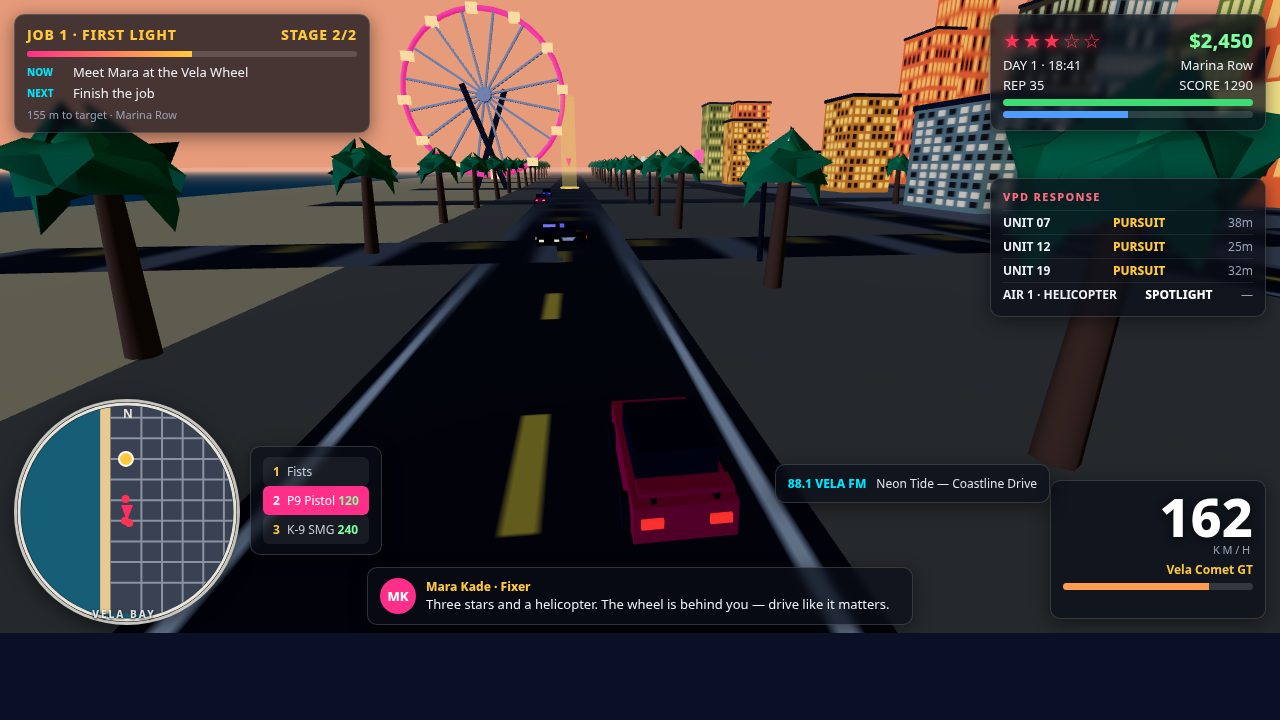 JOB 1 · FIRST LIGHT STAGE 2/2
NOW Meet Mara at the Vela Wheel
NEXT Finish the job
155 m to target · Marina Row
★★★☆☆ $2,450
DAY 1 · 18:41 Marina Row
REP 35 SCORE 1290
VPD RESPONSE
UNIT 07 PURSUIT 38m
UNIT 12 PURSUIT 25m
UNIT 19 PURSUIT 32m
AIR 1 · HELICOPTER SPOTLIGHT —
N
VELA BAY
1 Fists
2 P9 Pistol 120
3 K-9 SMG 240
88.1 VELA FM Neon Tide — Coastline Drive
162
KM/H
Vela Comet GT
MK
Mara Kade · Fixer
Three stars and a helicopter. The wheel is behind you — drive like it matters.